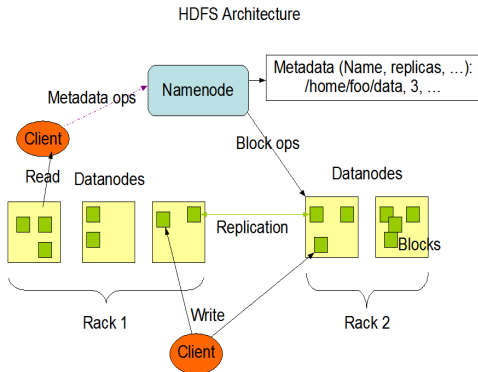 HDFS Architecture
Metadata (Name, replicas, ...):
/home/foo/data, 3, ...
Namenode
Metadata ops
Client
Block ops
Read
Datanodes
Datanodes
Replication
Blocks
Write
Rack 1
Rack 2
Client